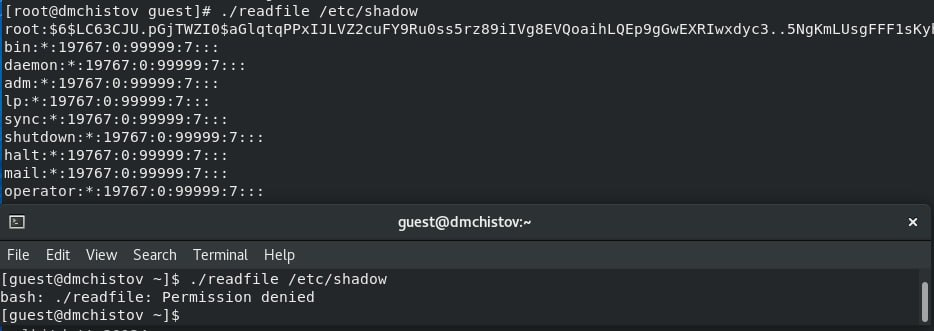 [root@dmchistov guest]# ./readfile /etc/shadow
root:$6$LC63CJU.pGjTWZI0$aGlqtqPPxIJLVZ2cuFY9Ru0ss5rz89iIVg8EVQoaihLQEp9gGwEXRIwxdyc3..5NgKmLUsgFFF1sKy
bin:*:19767:0:99999:7:::
daemon:*:19767:0:99999:7:::
adm:*:19767:0:99999:7:::
lp:*:19767:0:99999:7:::
sync:*:19767:0:99999:7:::
shutdown:*:19767:0:99999:7:::
halt:*:19767:0:99999:7:::
mail:*:19767:0:99999:7:::
operator:*:19767:0:99999:7:::
guest@dmchistov:~
File Edit View Search Terminal Help
[guest@dmchistov ~]$ ./readfile /etc/shadow
bash: ./readfile: Permission denied
[guest@dmchistov ~]$